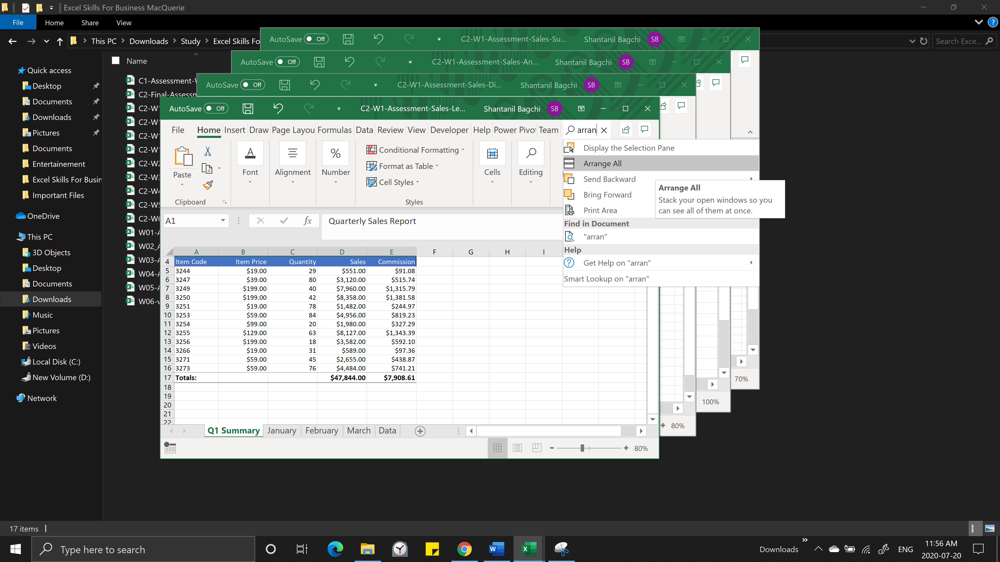 Excel Skills For Business MacQuerie
File Home Share View
This PC Downloads Study Excel Skills Fo
Search Exce...
AutoSave Off C2-W1-Assessment-Sales-Su... Shantanil Bagchi SB
AutoSave Off C2-W1-Assessment-Sales-An... Shantanil Bagchi SB
AutoSave Off C2-W1-Assessment-Sales-Di... Shantanil Bagchi SB
AutoSave Off C2-W1-Assessment-Sales-Le... Shantanil Bagchi SB
Quick access
Desktop
Documents
Downloads
Pictures
Documents
Entertainement
Excel Skills For Busin
Important Files
OneDrive
This PC
3D Objects
Desktop
Documents
Downloads
Music
Pictures
Videos
Local Disk (C:)
New Volume (D:)
Network
Name
C1-Assessment-
C2-Final-Assessm
C2-W1
C2-W1
C2-W1
C2-W1
C2-W2
C2-W3
C2-W4
C2-W5
C2-W6
W01-A
W02_A
W03-A
W04-A
W05-A
W06-w
File Home Insert Draw Page Layou Formulas Data Review View Developer Help Power Pivot Team arran
Paste
Clipboard
Font
Alignment
%
Number
Conditional Formatting
Format as Table
Cell Styles
Styles
Cells
Editing
Display the Selection Pane
Arrange All
Send Backward
Bring Forward
Print Area
Find in Document
"arran"
Help
Get Help on "arran"
Smart Lookup on "arran"
Arrange All
Stack your open windows so you
can see all of them at once.
A1 fx Quarterly Sales Report
A B C D E F G H I
4 Item Code Item Price Quantity Sales Commission
5 3244 $19.00 29 $551.00 $91.08
6 3247 $39.00 80 $3,120.00 $515.74
7 3249 $199.00 40 $7,960.00 $1,315.79
8 3250 $199.00 42 $8,358.00 $1,381.58
9 3251 $19.00 78 $1,482.00 $244.97
10 3253 $59.00 84 $4,956.00 $819.23
11 3254 $99.00 20 $1,980.00 $327.29
12 3255 $129.00 63 $8,127.00 $1,343.39
13 3256 $199.00 18 $3,582.00 $592.10
14 3266 $19.00 31 $589.00 $97.36
15 3271 $59.00 45 $2,655.00 $438.87
16 3273 $59.00 76 $4,484.00 $741.21
17 Totals: $47,844.00 $7,908.61
18
19
20
21
22
Q1 Summary January February March Data
80%
80%
100%
70%
17 items
Type here to search
Downloads
ENG
11:56 AM
2020-07-20